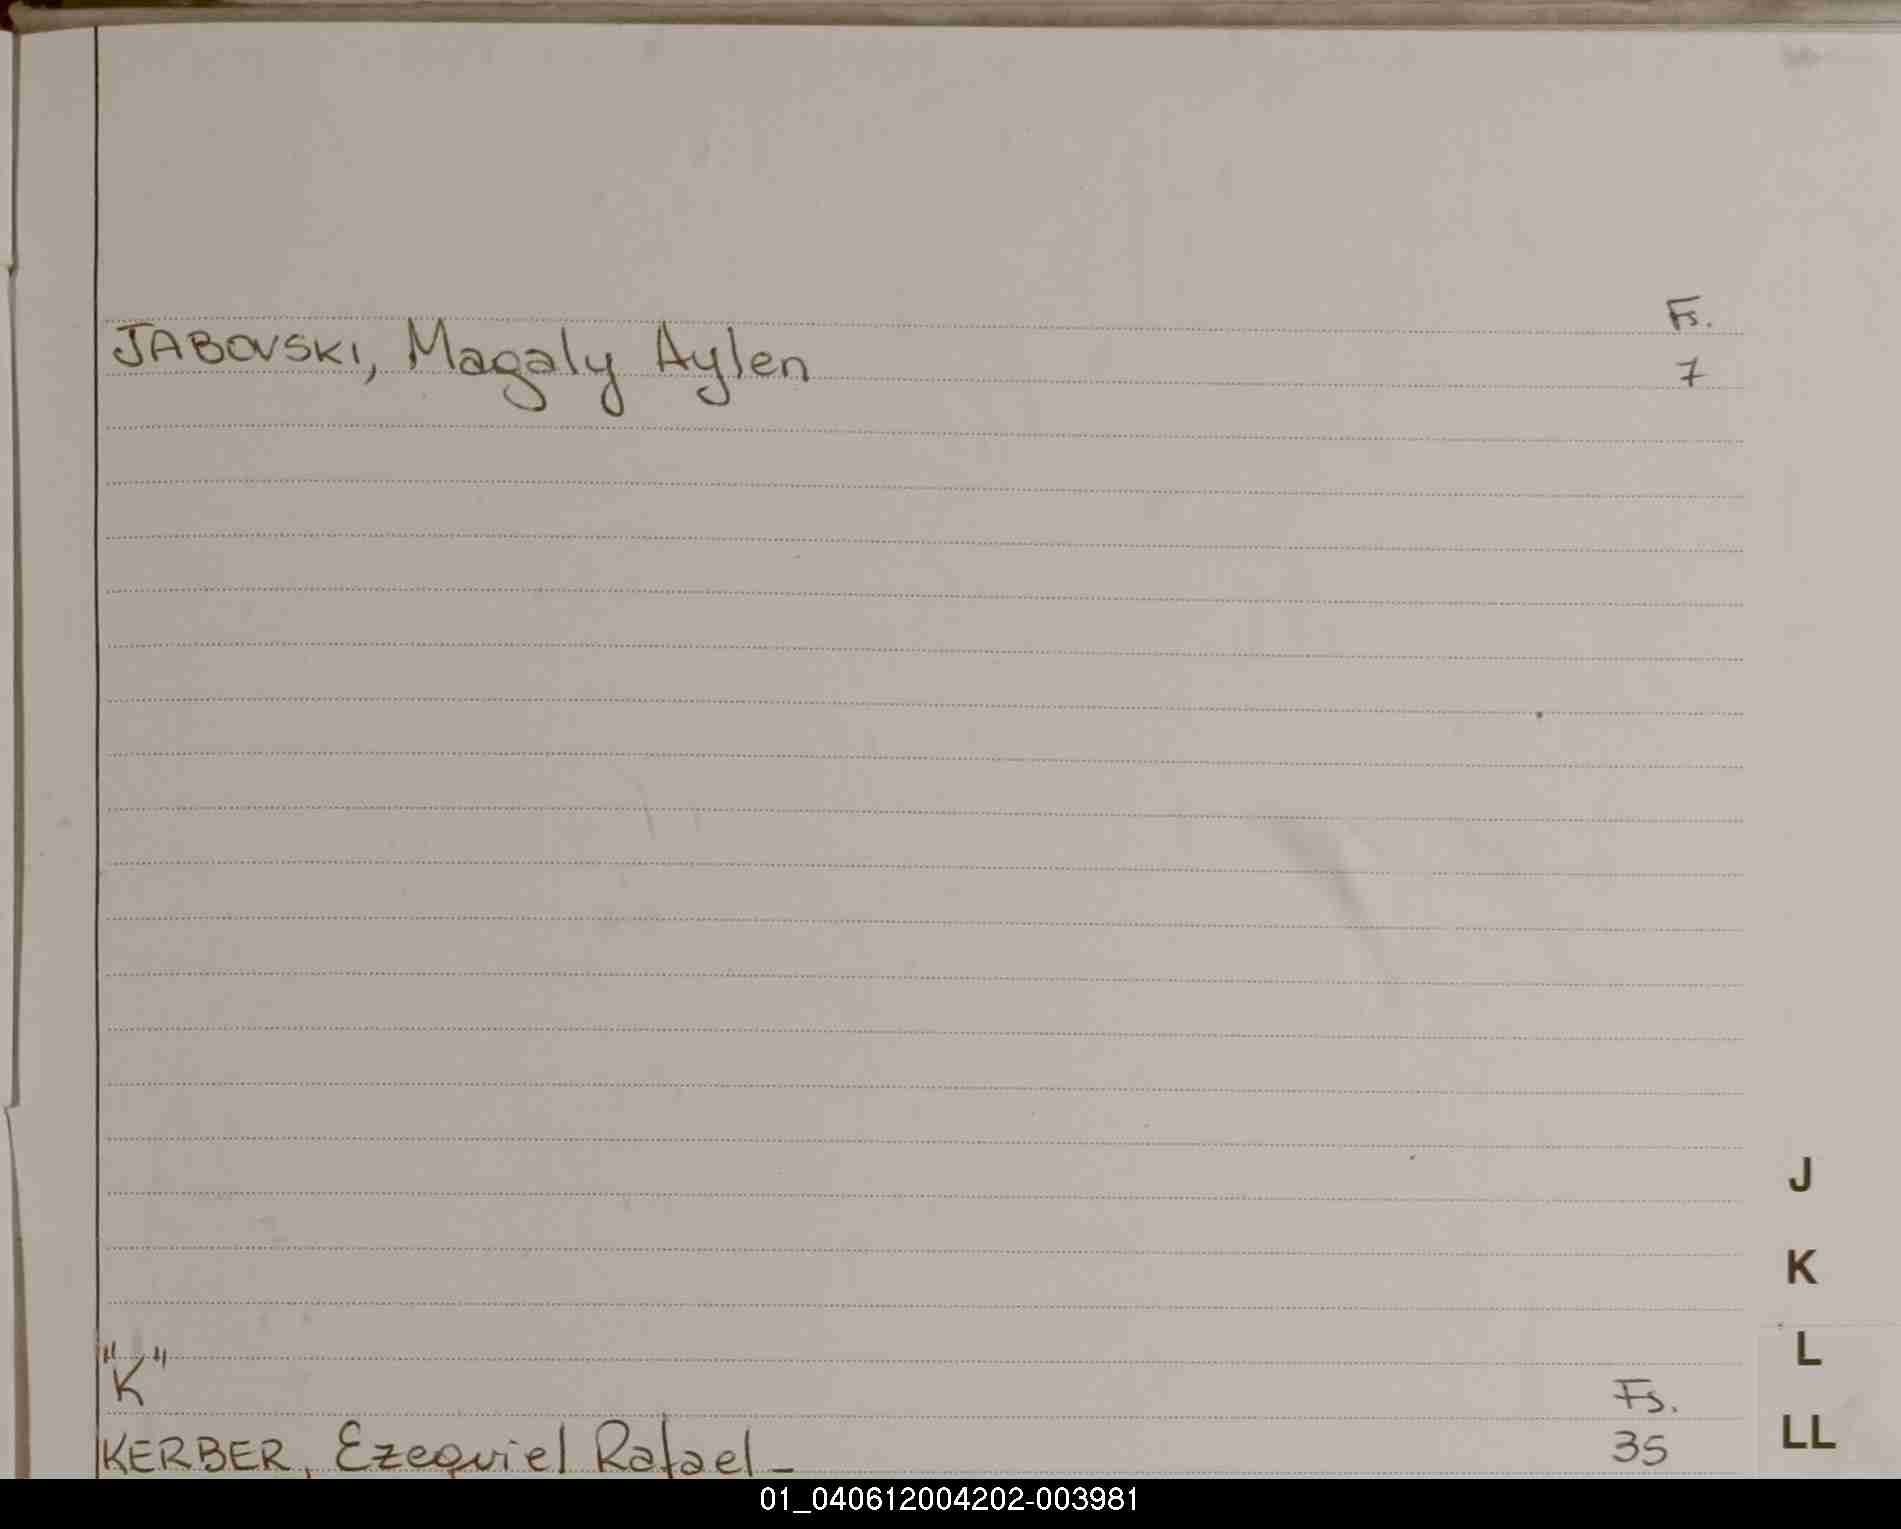 Fs.
JABOVSKI, Magaly Aylen 7
J
K
L
"K"
Fs.
KERBER, Ezequiel Rafael - 35
LL
01_040612004202-003981